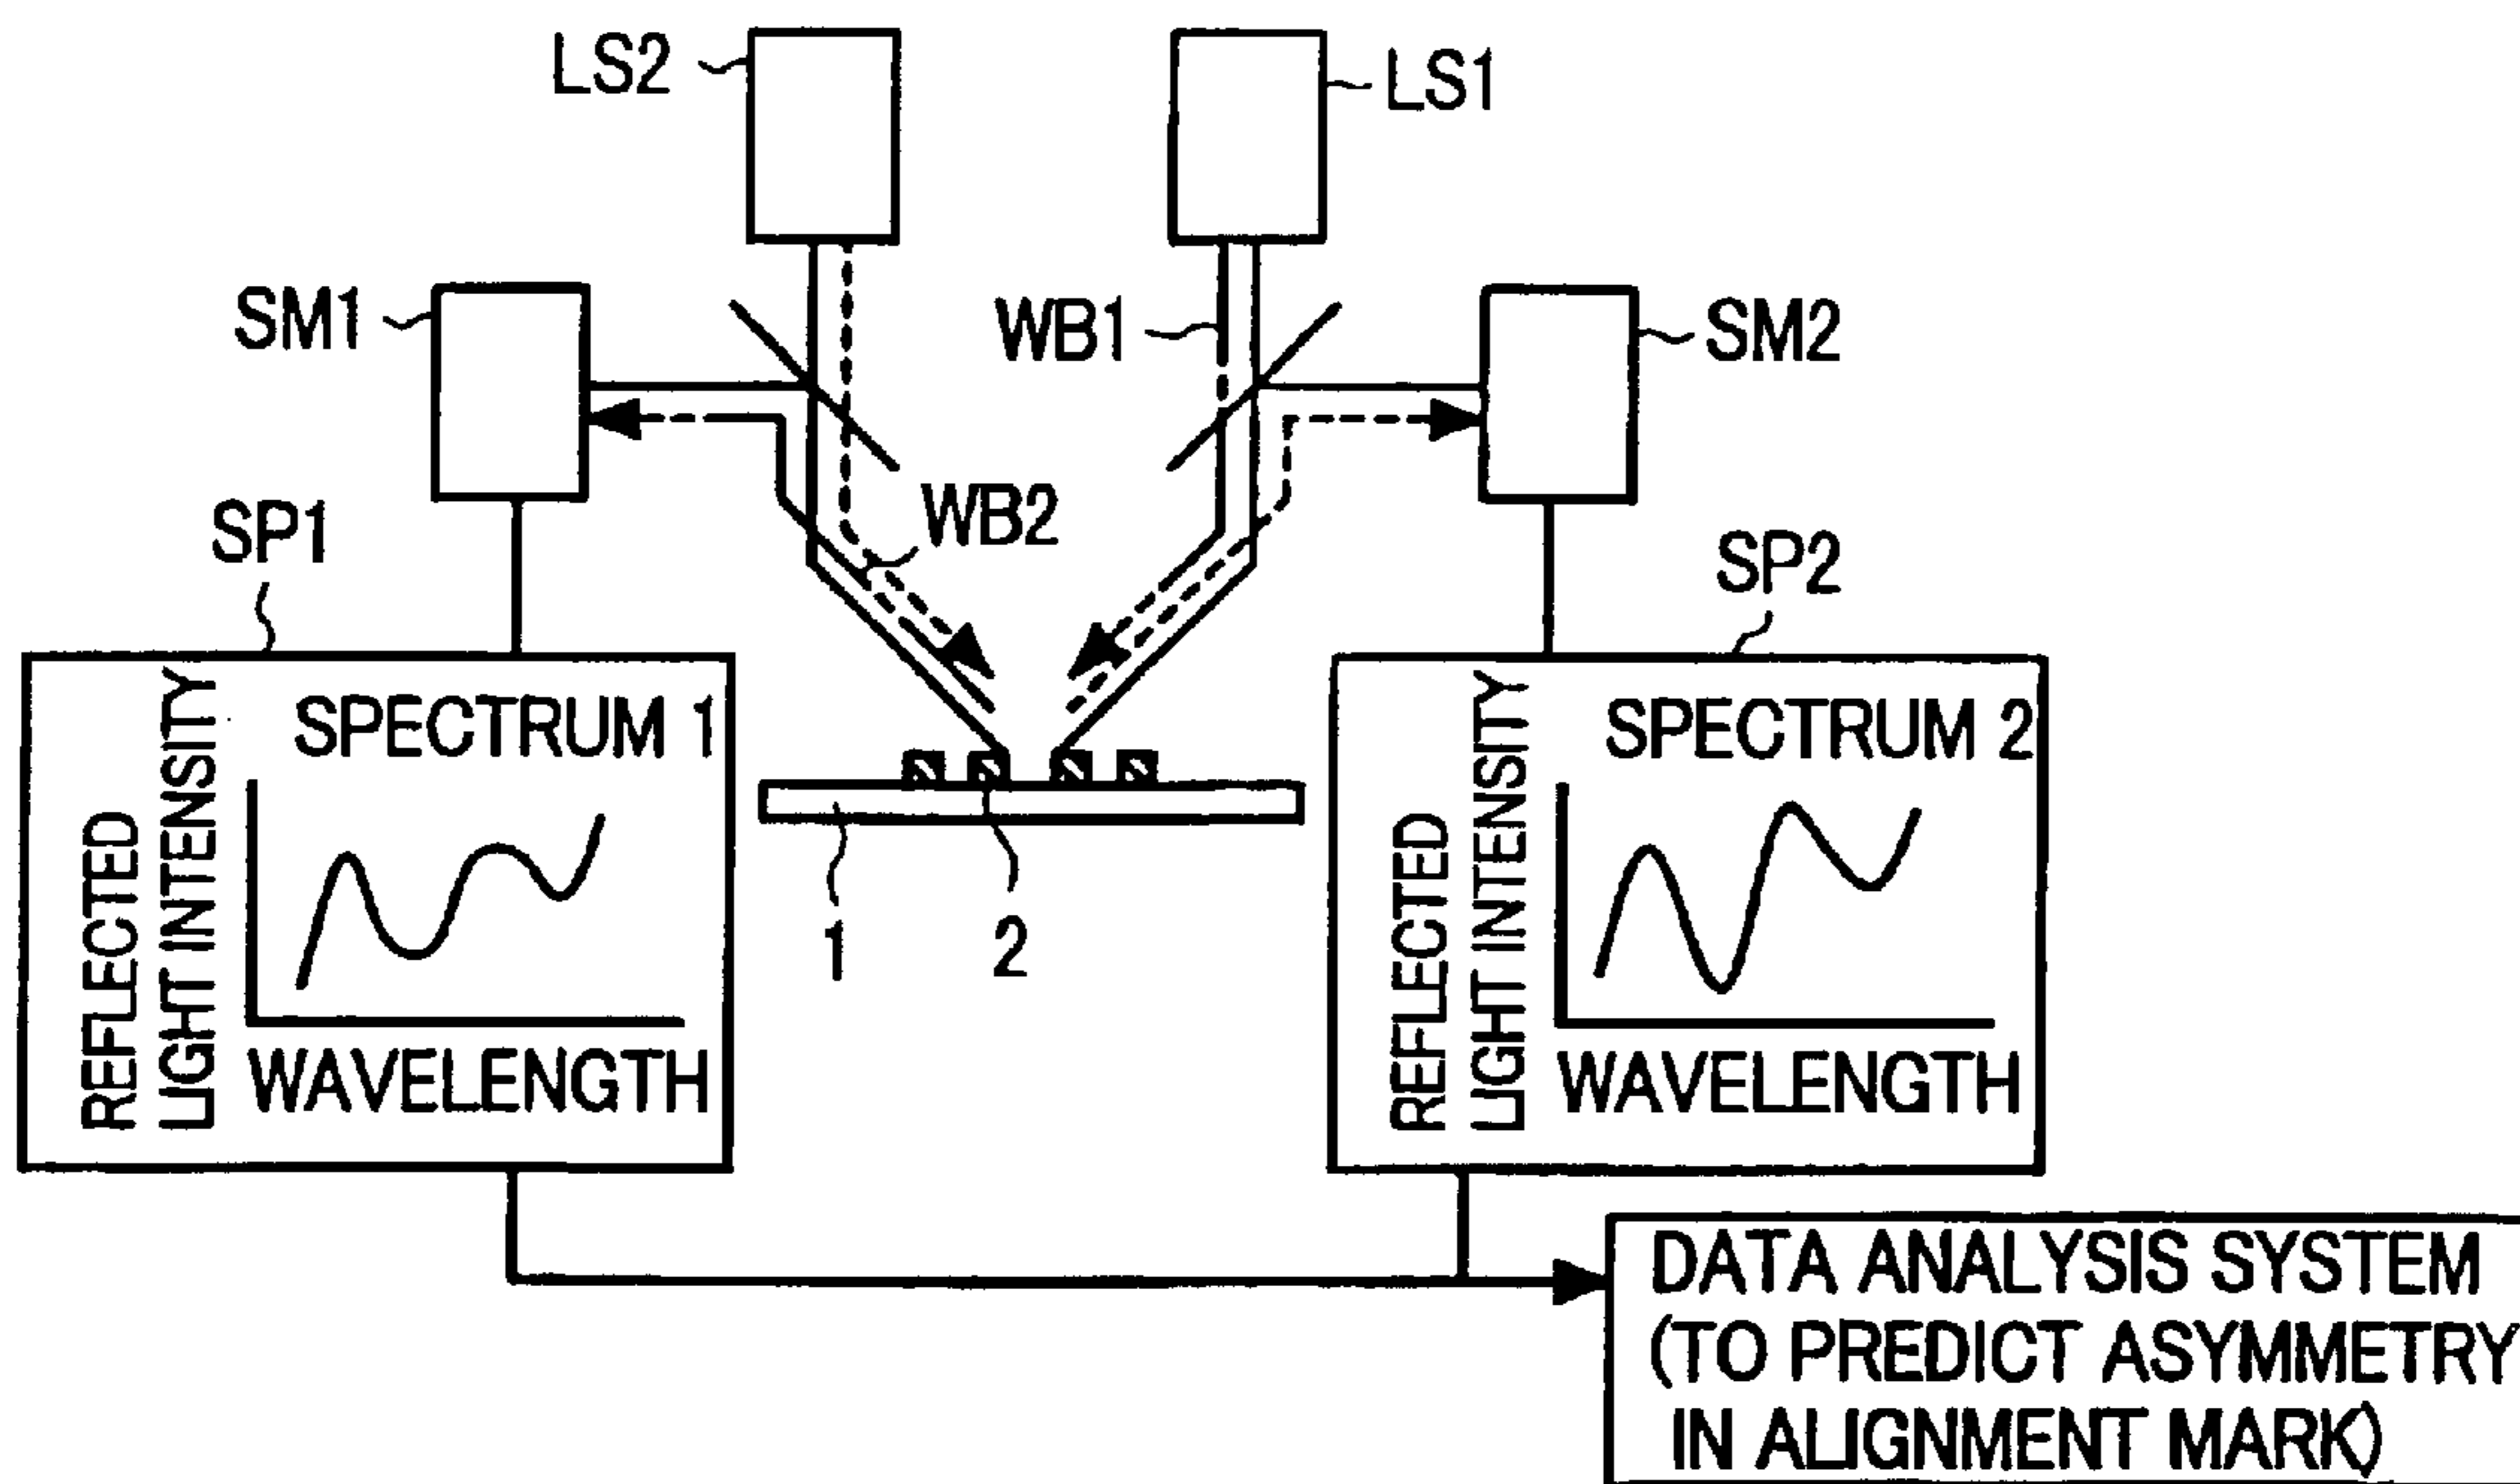 LS2
LS1
SM1
WB1
SM2
SP1
WB2
SP2
REFLECTED
LIGHT INTENSITY
SPECTRUM 1
WAVELENGTH
1
2
REFLECTED
LIGHT INTENSITY
SPECTRUM 2
WAVELENGTH
DATA ANALYSIS SYSTEM
(TO PREDICT ASYMMETRY
IN ALIGNMENT MARK)